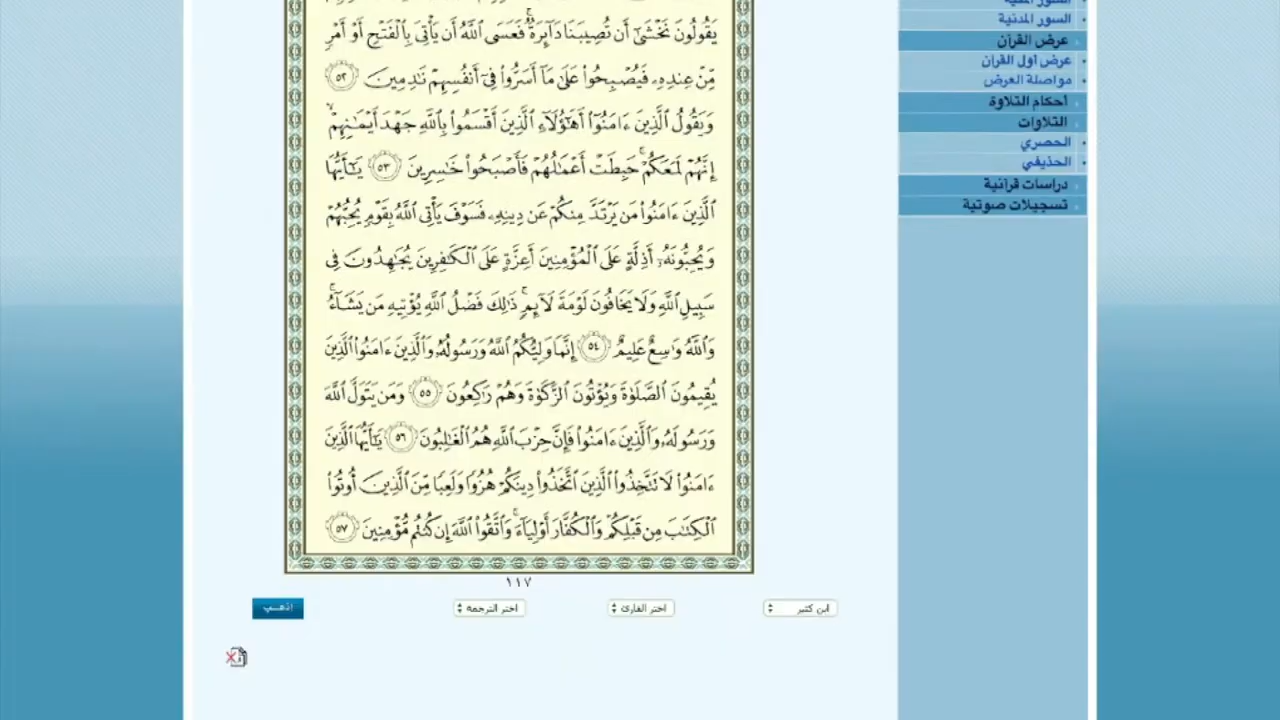 يَقُولُونَ نَخْشَىٰٓ أَن تُصِيبَنَا دَآئِرَةٌ ۚ فَعَسَى ٱللَّهُ أَن يَأْتِىَ بِٱلْفَتْحِ أَوْ أَمْرٍ
مِّنْ عِندِهِۦ فَيُصْبِحُوا۟ عَلَىٰ مَآ أَسَرُّوا۟ فِىٓ أَنفُسِهِمْ نَـٰدِمِينَ ٥٢
وَيَقُولُ ٱلَّذِينَ ءَامَنُوٓا۟ أَهَـٰٓؤُلَآءِ ٱلَّذِينَ أَقْسَمُوا۟ بِٱللَّهِ جَهْدَ أَيْمَـٰنِهِمْ ۙ
إِنَّهُمْ لَمَعَكُمْ ۚ حَبِطَتْ أَعْمَـٰلُهُمْ فَأَصْبَحُوا۟ خَـٰسِرِينَ ٥٣ يَـٰٓأَيُّهَا
ٱلَّذِينَ ءَامَنُوا۟ مَن يَرْتَدَّ مِنكُمْ عَن دِينِهِۦ فَسَوْفَ يَأْتِى ٱللَّهُ بِقَوْمٍ يُحِبُّهُمْ
وَيُحِبُّونَهُۥٓ أَذِلَّةٍ عَلَى ٱلْمُؤْمِنِينَ أَعِزَّةٍ عَلَى ٱلْكَـٰفِرِينَ يُجَـٰهِدُونَ فِى
سَبِيلِ ٱللَّهِ وَلَا يَخَافُونَ لَوْمَةَ لَآئِمٍ ۚ ذَٰلِكَ فَضْلُ ٱللَّهِ يُؤْتِيهِ مَن يَشَآءُ ۚ
وَٱللَّهُ وَٰسِعٌ عَلِيمٌ ٥٤ إِنَّمَا وَلِيُّكُمُ ٱللَّهُ وَرَسُولُهُۥ وَٱلَّذِينَ ءَامَنُوا۟ ٱلَّذِينَ
يُقِيمُونَ ٱلصَّلَوٰةَ وَيُؤْتُونَ ٱلزَّكَوٰةَ وَهُمْ رَٰكِعُونَ ٥٥ وَمَن يَتَوَلَّ ٱللَّهَ
وَرَسُولَهُۥ وَٱلَّذِينَ ءَامَنُوا۟ فَإِنَّ حِزْبَ ٱللَّهِ هُمُ ٱلْغَـٰلِبُونَ ٥٦ يَـٰٓأَيُّهَا ٱلَّذِينَ
ءَامَنُوا۟ لَا تَتَّخِذُوا۟ ٱلَّذِينَ ٱتَّخَذُوا۟ دِينَكُمْ هُزُوًا وَلَعِبًا مِّنَ ٱلَّذِينَ أُوتُوا۟
ٱلْكِتَـٰبَ مِن قَبْلِكُمْ وَٱلْكُفَّارَ أَوْلِيَآءَ ۚ وَٱتَّقُوا۟ ٱللَّهَ إِن كُنتُم مُّؤْمِنِينَ ٥٧
١١٧
ابن كثير
اختر القارئ
اختر الترجمة
اذهب
السور المدنية
عرض القرآن
عرض أول القرآن
مواصلة العرض
أحكام التلاوة
التلاوات
الحصري
الحذيفي
دراسات قرآنية
تسجيلات صوتية